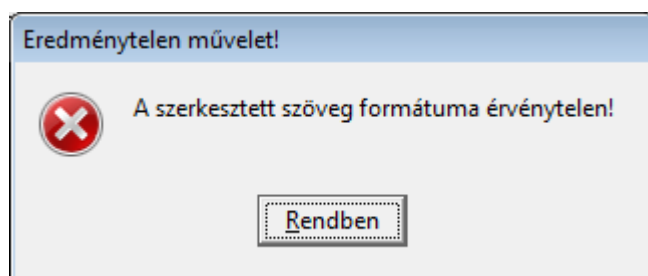 Eredménytelen művelet!
A szerkesztett szöveg formátuma érvénytelen!
Rendben